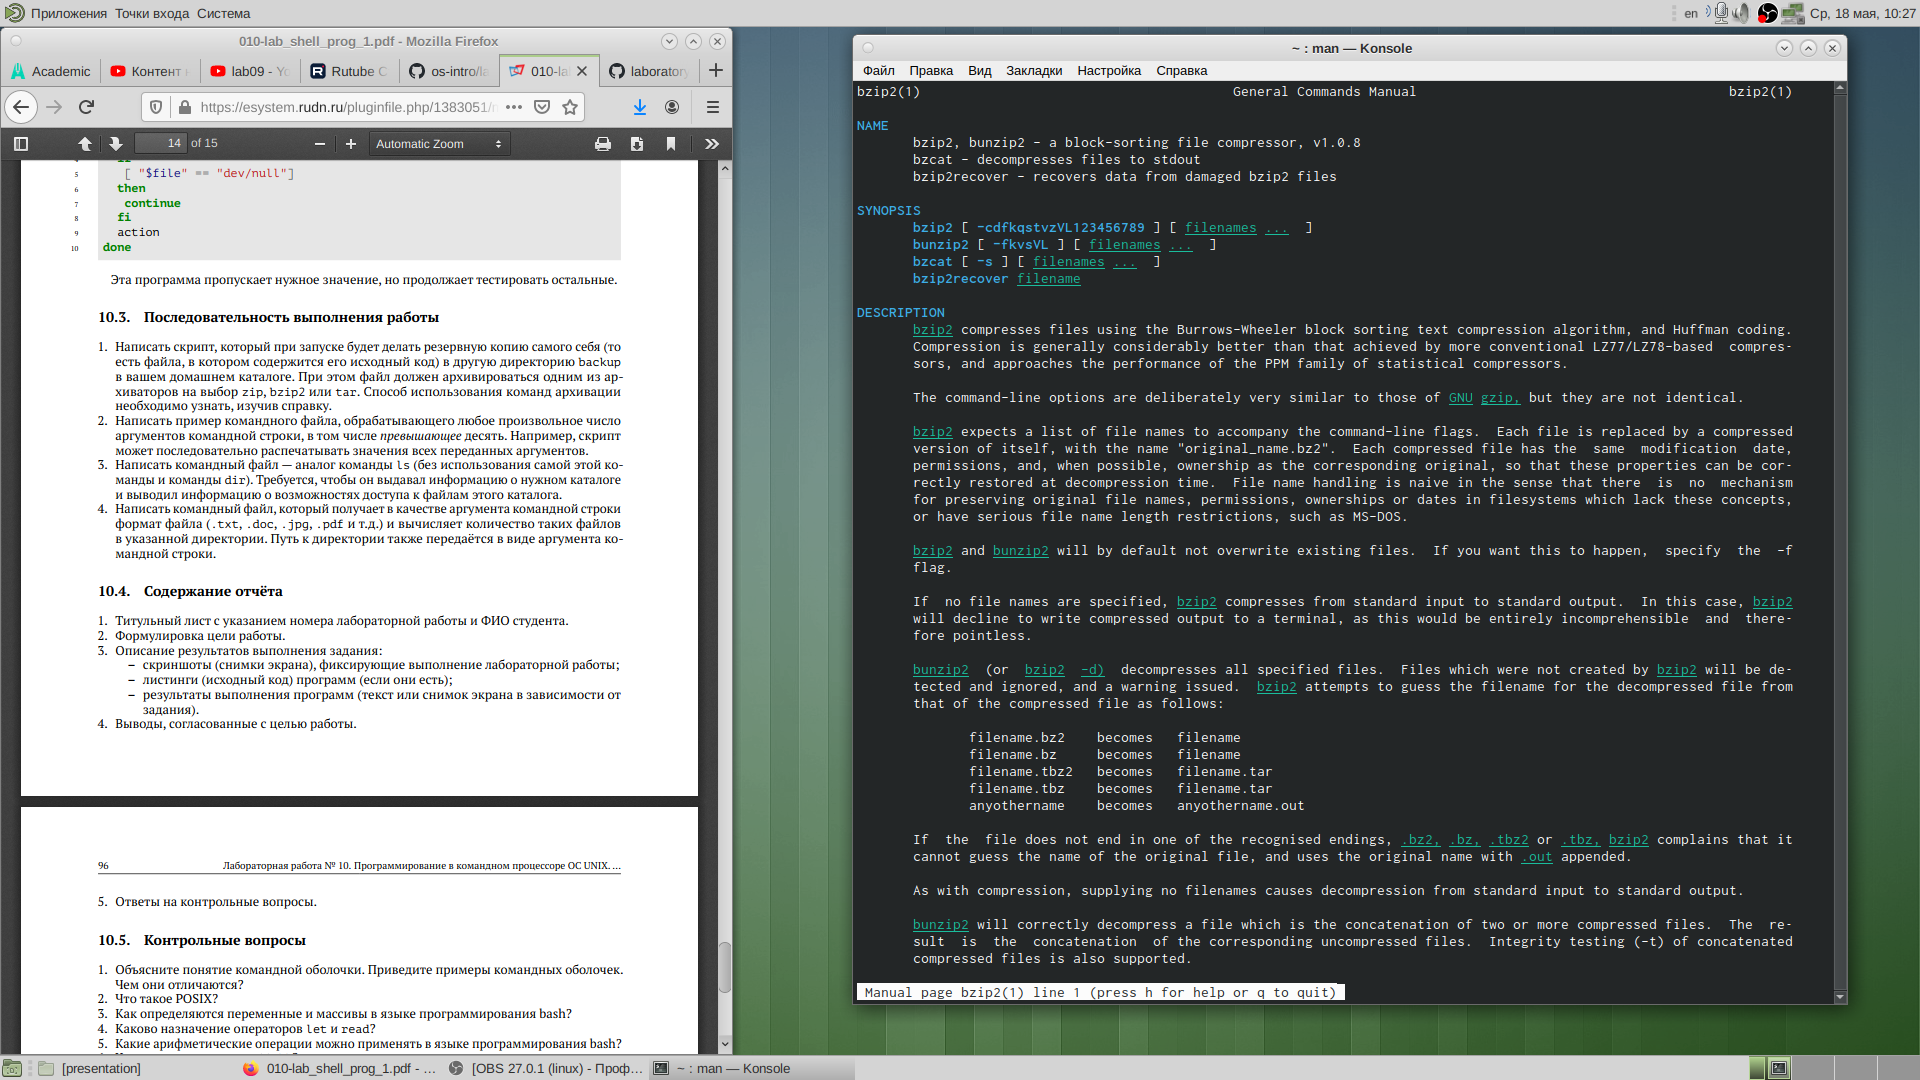 Приложения Точки входа Система
en
Ср, 18 мая, 10:27
010-lab_shell_prog_1.pdf - Mozilla Firefox
Academic
Контент
lab09 - Yo
Rutube
os-intro/la
010-la
laboratory
https://esystem.rudn.ru/pluginfile.php/1383051/
14 of 15
Automatic Zoom
5 [ "$file" == "dev/null"]
6 then
7 continue
8 fi
9 action
10 done
Эта программа пропускает нужное значение, но продолжает тестировать остальные.
10.3. Последовательность выполнения работы
1. Написать скрипт, который при запуске будет делать резервную копию самого себя (то
есть файла, в котором содержится его исходный код) в другую директорию backup
в вашем домашнем каталоге. При этом файл должен архивироваться одним из ар-
хиваторов на выбор zip, bzip2 или tar. Способ использования команд архивации
необходимо узнать, изучив справку.
2. Написать пример командного файла, обрабатывающего любое произвольное число
аргументов командной строки, в том числе превышающее десять. Например, скрипт
может последовательно распечатывать значения всех переданных аргументов.
3. Написать командный файл — аналог команды ls (без использования самой этой ко-
манды и команды dir). Требуется, чтобы он выдавал информацию о нужном каталоге
и выводил информацию о возможностях доступа к файлам этого каталога.
4. Написать командный файл, который получает в качестве аргумента командной строки
формат файла (.txt, .doc, .jpg, .pdf и т.д.) и вычисляет количество таких файлов
в указанной директории. Путь к директории также передаётся в виде аргумента ко-
мандной строки.
10.4. Содержание отчёта
1. Титульный лист с указанием номера лабораторной работы и ФИО студента.
2. Формулировка цели работы.
3. Описание результатов выполнения задания:
– скриншоты (снимки экрана), фиксирующие выполнение лабораторной работы;
– листинги (исходный код) программ (если они есть);
– результаты выполнения программ (текст или снимок экрана в зависимости от
задания).
4. Выводы, согласованные с целью работы.
96 Лабораторная работа № 10. Программирование в командном процессоре ОС UNIX. ...
5. Ответы на контрольные вопросы.
10.5. Контрольные вопросы
1. Объясните понятие командной оболочки. Приведите примеры командных оболочек.
Чем они отличаются?
2. Что такое POSIX?
3. Как определяются переменные и массивы в языке программирования bash?
4. Каково назначение операторов let и read?
5. Какие арифметические операции можно применять в языке программирования bash?
~ : man — Konsole
Файл Правка Вид Закладки Настройка Справка
bzip2(1) General Commands Manual bzip2(1)
NAME
bzip2, bunzip2 - a block-sorting file compressor, v1.0.8
bzcat - decompresses files to stdout
bzip2recover - recovers data from damaged bzip2 files
SYNOPSIS
bzip2 [ -cdfkqstvzVL123456789 ] [ filenames ... ]
bunzip2 [ -fkvsVL ] [ filenames ... ]
bzcat [ -s ] [ filenames ... ]
bzip2recover filename
DESCRIPTION
bzip2 compresses files using the Burrows-Wheeler block sorting text compression algorithm, and Huffman coding.
Compression is generally considerably better than that achieved by more conventional LZ77/LZ78-based compres-
sors, and approaches the performance of the PPM family of statistical compressors.
The command-line options are deliberately very similar to those of GNU gzip, but they are not identical.
bzip2 expects a list of file names to accompany the command-line flags. Each file is replaced by a compressed
version of itself, with the name "original_name.bz2". Each compressed file has the same modification date,
permissions, and, when possible, ownership as the corresponding original, so that these properties can be cor-
rectly restored at decompression time. File name handling is naive in the sense that there is no mechanism
for preserving original file names, permissions, ownerships or dates in filesystems which lack these concepts,
or have serious file name length restrictions, such as MS-DOS.
bzip2 and bunzip2 will by default not overwrite existing files. If you want this to happen, specify the -f
flag.
If no file names are specified, bzip2 compresses from standard input to standard output. In this case, bzip2
will decline to write compressed output to a terminal, as this would be entirely incomprehensible and there-
fore pointless.
bunzip2 (or bzip2 -d) decompresses all specified files. Files which were not created by bzip2 will be de-
tected and ignored, and a warning issued. bzip2 attempts to guess the filename for the decompressed file from
that of the compressed file as follows:
filename.bz2 becomes filename
filename.bz becomes filename
filename.tbz2 becomes filename.tar
filename.tbz becomes filename.tar
anyothername becomes anyothername.out
If the file does not end in one of the recognised endings, .bz2, .bz, .tbz2 or .tbz, bzip2 complains that it
cannot guess the name of the original file, and uses the original name with .out appended.
As with compression, supplying no filenames causes decompression from standard input to standard output.
bunzip2 will correctly decompress a file which is the concatenation of two or more compressed files. The re-
sult is the concatenation of the corresponding uncompressed files. Integrity testing (-t) of concatenated
compressed files is also supported.
Manual page bzip2(1) line 1 (press h for help or q to quit)
[presentation]
010-lab_shell_prog_1.pdf - ...
[OBS 27.0.1 (linux) - Проф...
~ : man — Konsole